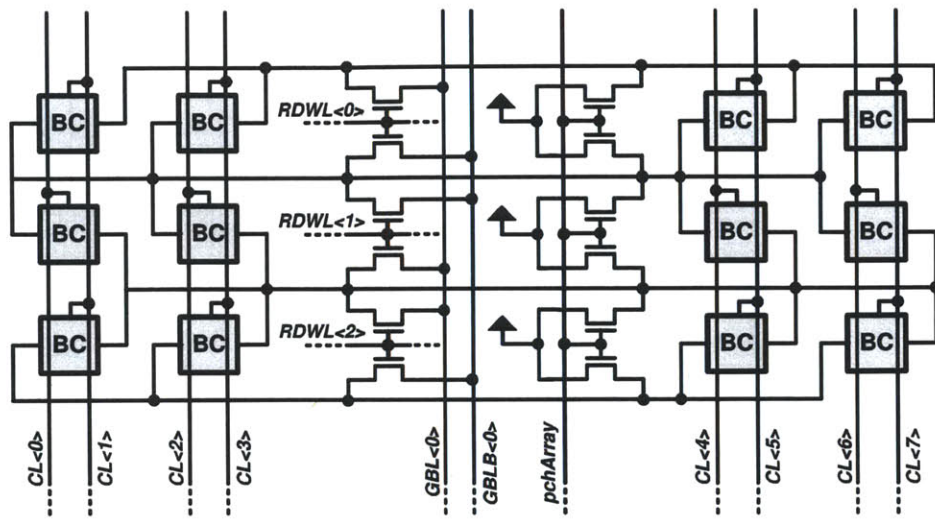 BC
BC
BC
BC
RDWL<0>
BC
BC
BC
BC
RDWL<1>
BC
BC
BC
BC
RDWL<2>
CL<0>
CL<1>
CL<2>
CL<3>
GBL<0>
GBLB<0>
pchArray
CL<4>
CL<5>
CL<6>
CL<7>